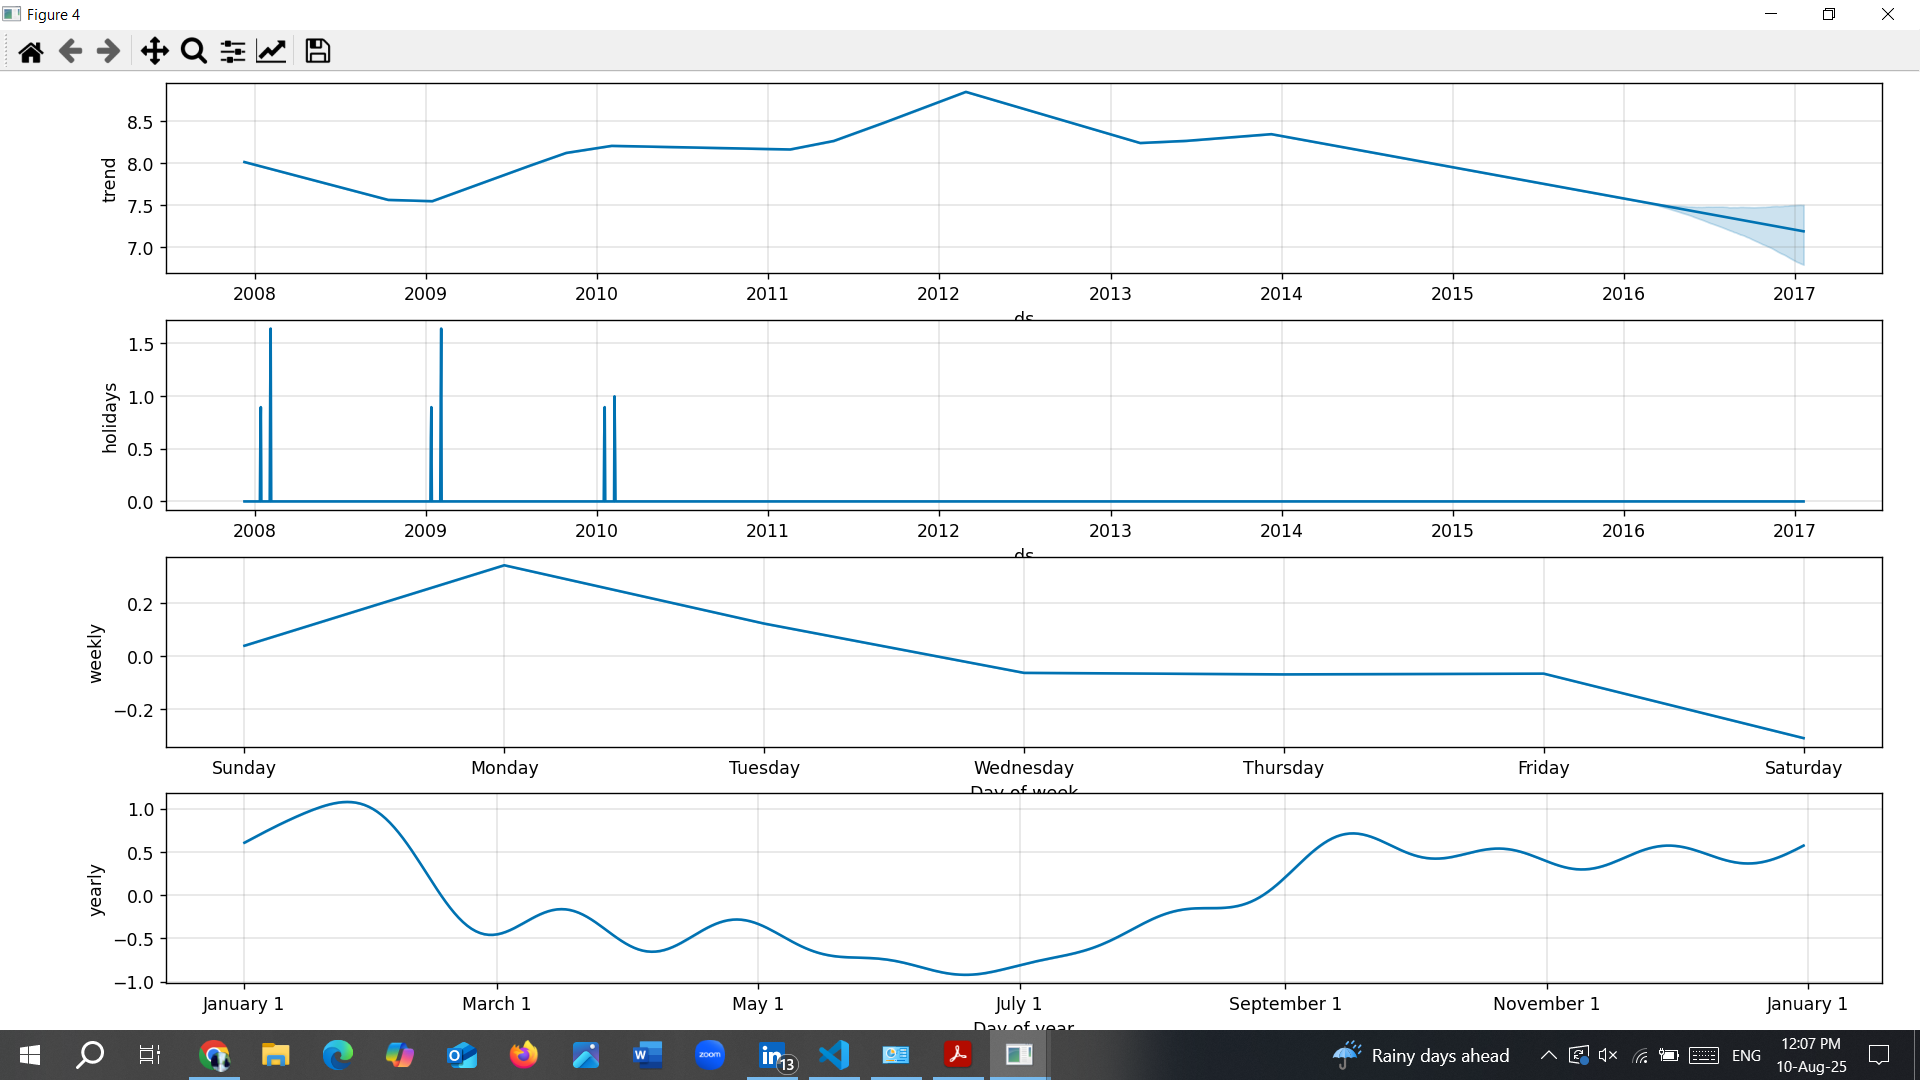 Figure 4
8.5
8.0
7.5
7.0
trend
2008 2009 2010 2011 2012 2013 2014 2015 2016 2017
ds
1.5
1.0
0.5
0.0
holidays
2008 2009 2010 2011 2012 2013 2014 2015 2016 2017
ds
0.2
0.0
−0.2
weekly
Sunday Monday Tuesday Wednesday Thursday Friday Saturday
Day of week
1.0
0.5
0.0
−0.5
−1.0
yearly
January 1 March 1 May 1 July 1 September 1 November 1 January 1
Day of year
zoom
13
Rainy days ahead
ENG
12:07 PM
10-Aug-25